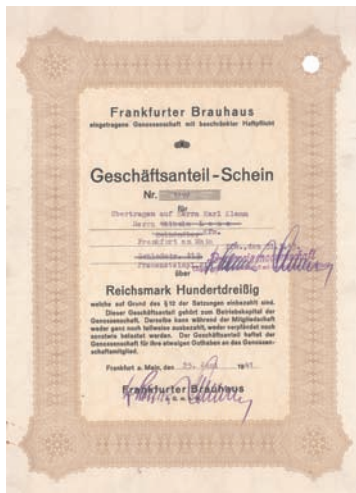 Frankfurter Brauhaus
eingetragene Genossenschaft mit beschränkter Haftpflicht
Geschäftsanteil-Schein
Nr.
für
Übertragen auf Herrn Karl Klemm
Herrn
Frankfurt am Main
über
Reichsmark Hundertdreißig
welche auf Grund des § 12 der Satzungen einbezahlt sind.
Dieser Geschäftsanteil gehört zum Betriebskapital der
Genossenschaft. Derselbe kann während der Mitgliedschaft
weder ganz noch teilweise ausbezahlt, weder verpfändet noch
sonstwie belastet werden. Der Geschäftsanteil haftet der
Genossenschaft für ihre etwaigen Guthaben an das Genossen-
schaftsmitglied.
Frankfurt a. Main, den 19
Frankfurter Brauhaus